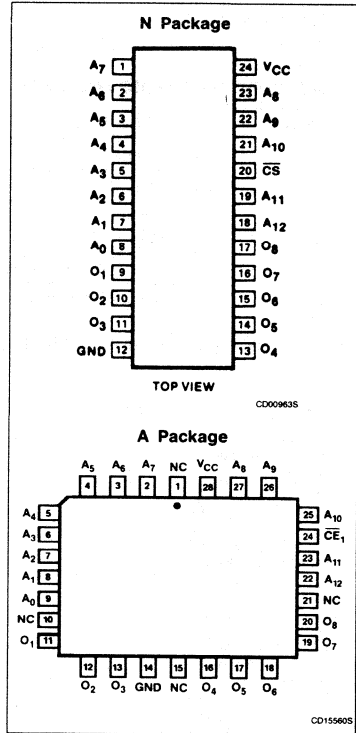 N Package
A7 1 24 VCC
A6 2 23 A8
A5 3 22 A9
A4 4 21 A10
A3 5 20 C̅S̅
A2 6 19 A11
A1 7 18 A12
A0 8 17 O8
O1 9 16 O7
O2 10 15 O6
O3 11 14 O5
GND 12 13 O4
TOP VIEW
CD00963S
A Package
A5 A6 A7 NC VCC A8 A9
4 3 2 1 28 27 26
A4 5 25 A10
A3 6 24 C̅E̅1
A2 7 23 A11
A1 8 22 A12
A0 9 21 NC
NC 10 20 O8
O1 11 19 O7
12 13 14 15 16 17 18
O2 O3 GND NC O4 O5 O6
CD15560S